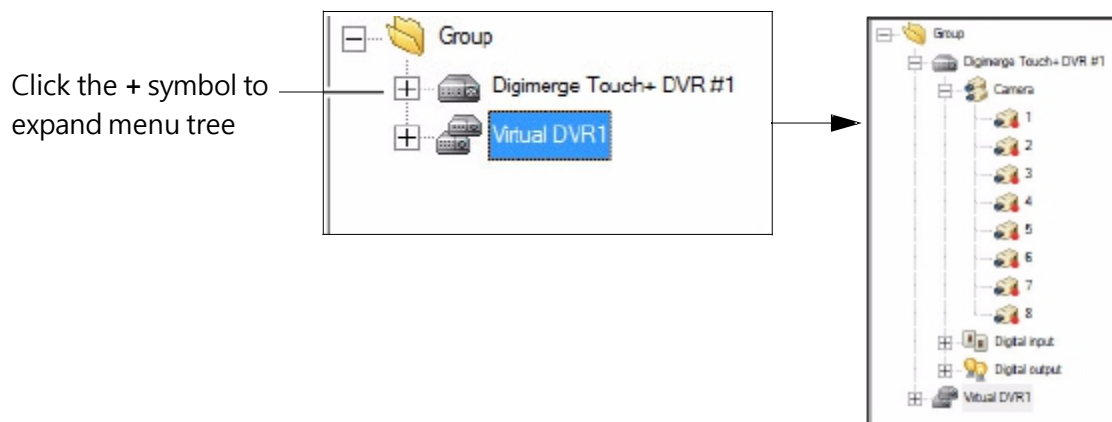 Click the + symbol to
expand menu tree
Group
Digimerge Touch+ DVR #1
Virtual DVR1
Group
Digimerge Touch+ DVR #1
Camera
1
2
3
4
5
6
7
8
Digital input
Digital output
Virtual DVR1